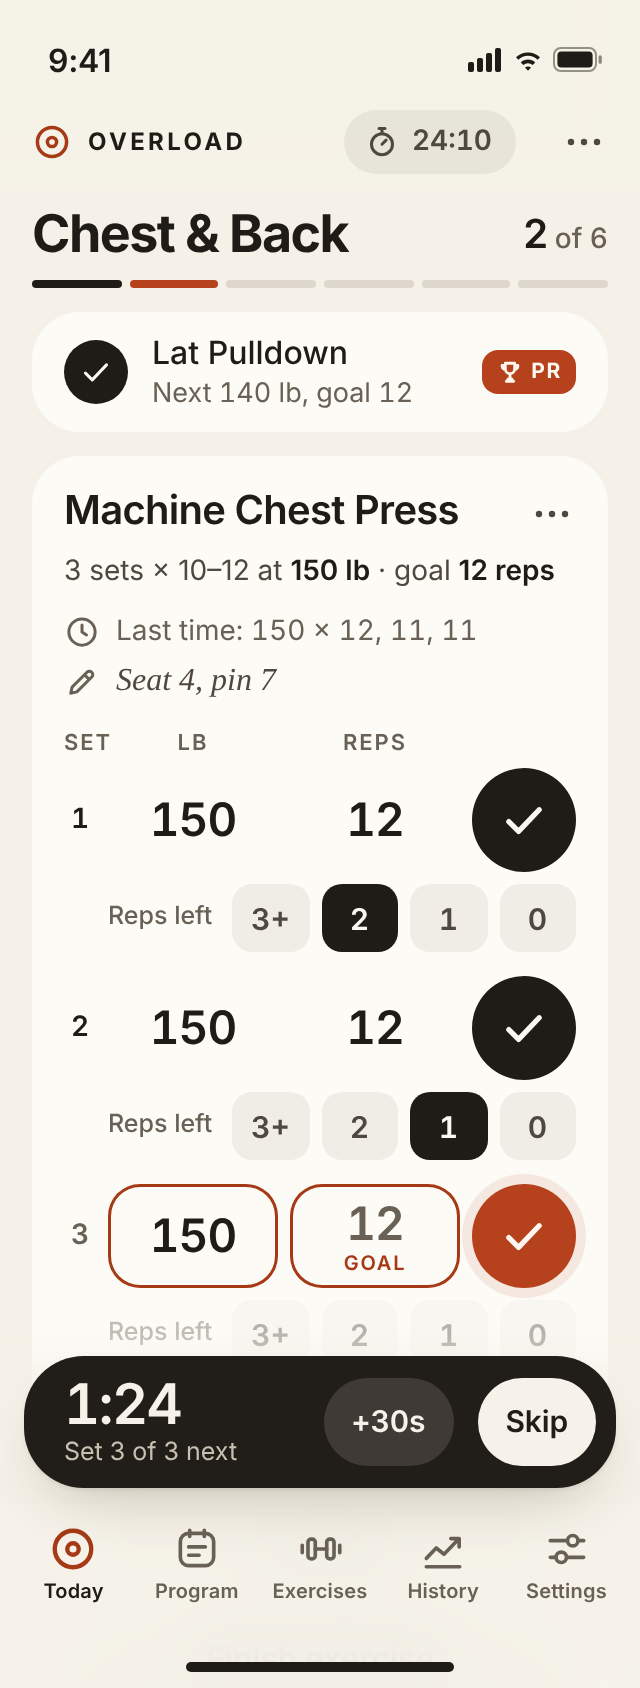 9:41
OVERLOAD
24:10
Chest & Back
2 of 6
Lat Pulldown
Next 140 lb, goal 12
PR
Machine Chest Press
3 sets × 10–12 at 150 lb · goal 12 reps
Last time: 150 × 12, 11, 11
Seat 4, pin 7
SET LB REPS
1 150 12
Reps left 3+ 2 1 0
2 150 12
Reps left 3+ 2 1 0
3 150 12
GOAL
Reps left 3+ 2 1 0
1:24
Set 3 of 3 next
+30s
Skip
Today Program Exercises History Settings
Finish exercise